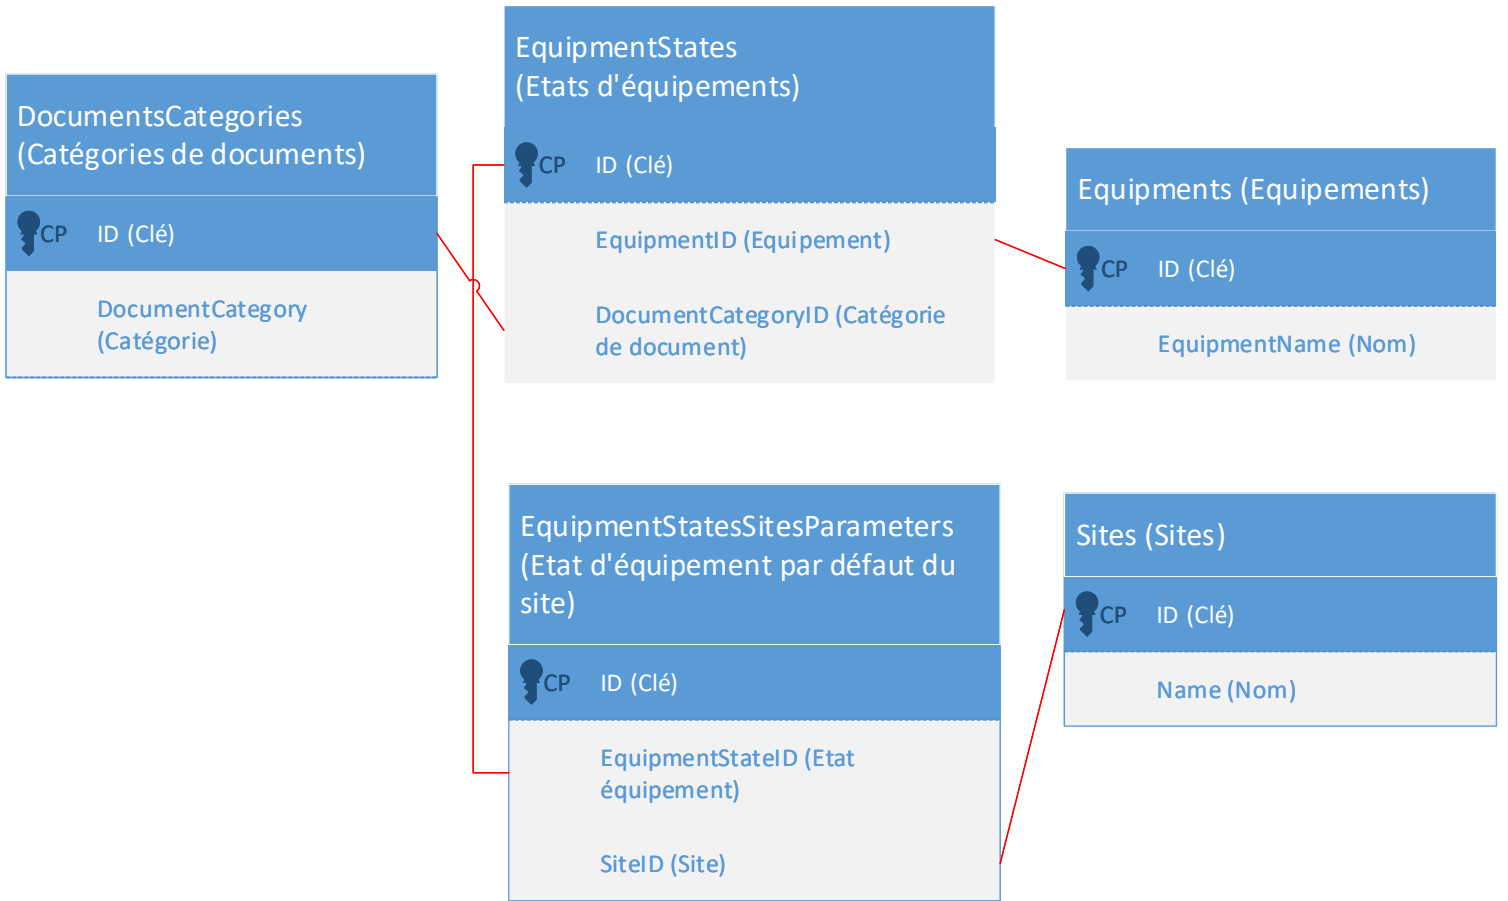 DocumentsCategories
(Catégories de documents)
CP ID (Clé)
DocumentCategory
(Catégorie)
EquipmentStates
(Etats d'équipements)
CP ID (Clé)
EquipmentID (Equipement)
DocumentCategoryID (Catégorie
de document)
Equipments (Equipements)
CP ID (Clé)
EquipmentName (Nom)
EquipmentStatesSitesParameters
(Etat d'équipement par défaut du
site)
CP ID (Clé)
EquipmentStateID (Etat
équipement)
SiteID (Site)
Sites (Sites)
CP ID (Clé)
Name (Nom)